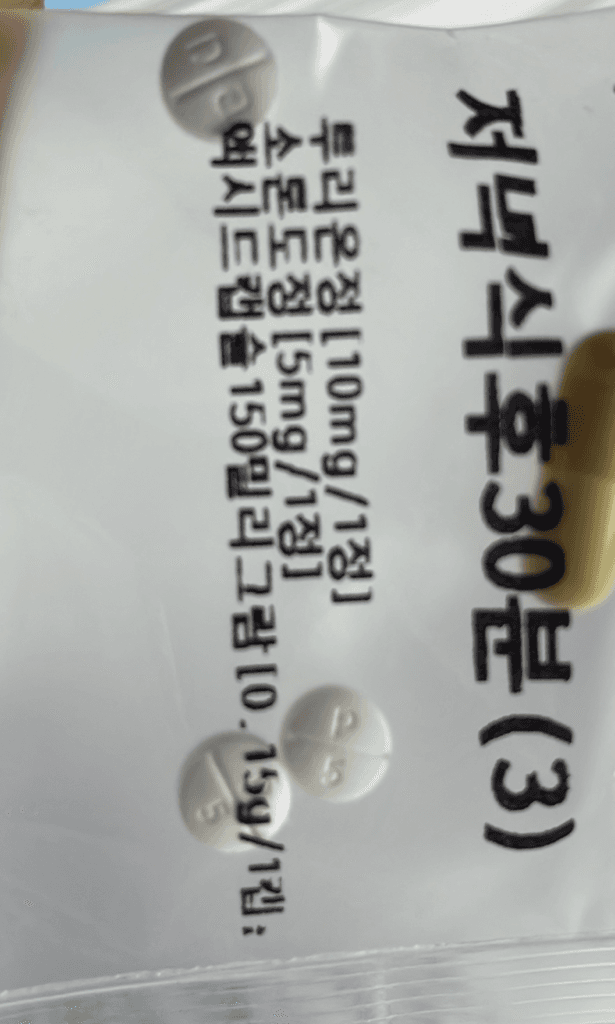 저녁식후30분 (3)
투리온정[10mg/1정]
소론도정[5mg/1정]
엑시드캡슐150밀리그람[0.15g/1캡:
P 5
5